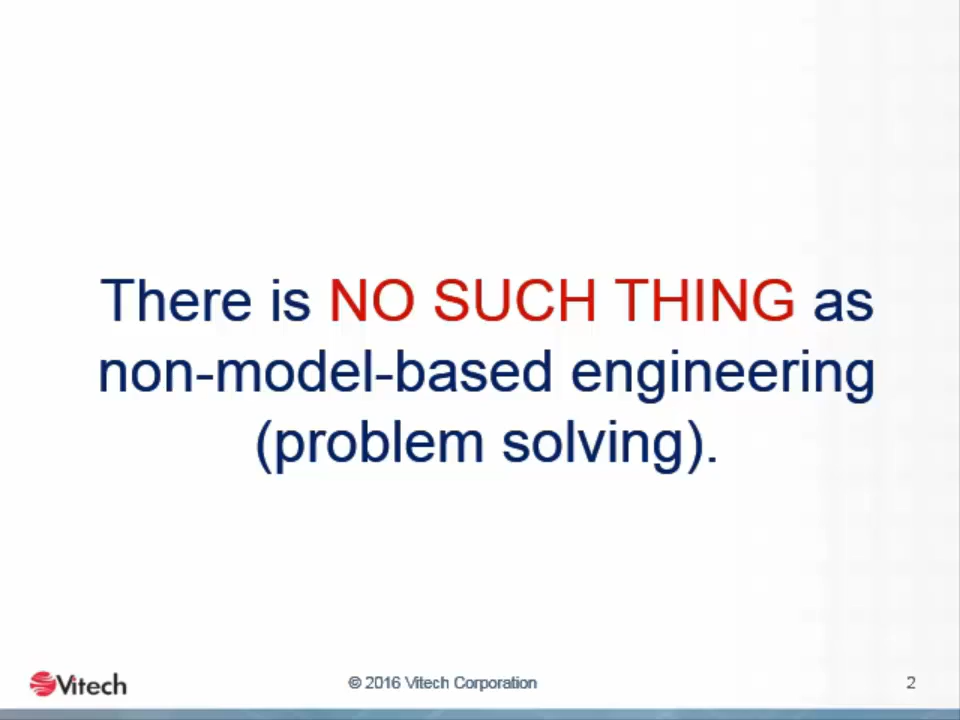 There is NO SUCH THING as
non-model-based engineering
(problem solving).
Vitech
© 2016 Vitech Corporation
2